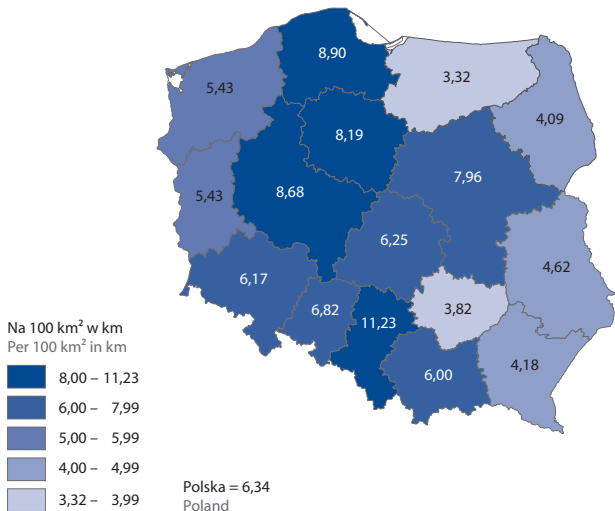 8,90
3,32
5,43
4,09
8,19
7,96
8,68
5,43
6,25
4,62
6,17
6,82
11,23
3,82
4,18
6,00
Na 100 km² w km
Per 100 km² in km
8,00 – 11,23
6,00 – 7,99
5,00 – 5,99
4,00 – 4,99
3,32 – 3,99
Polska = 6,34
Poland